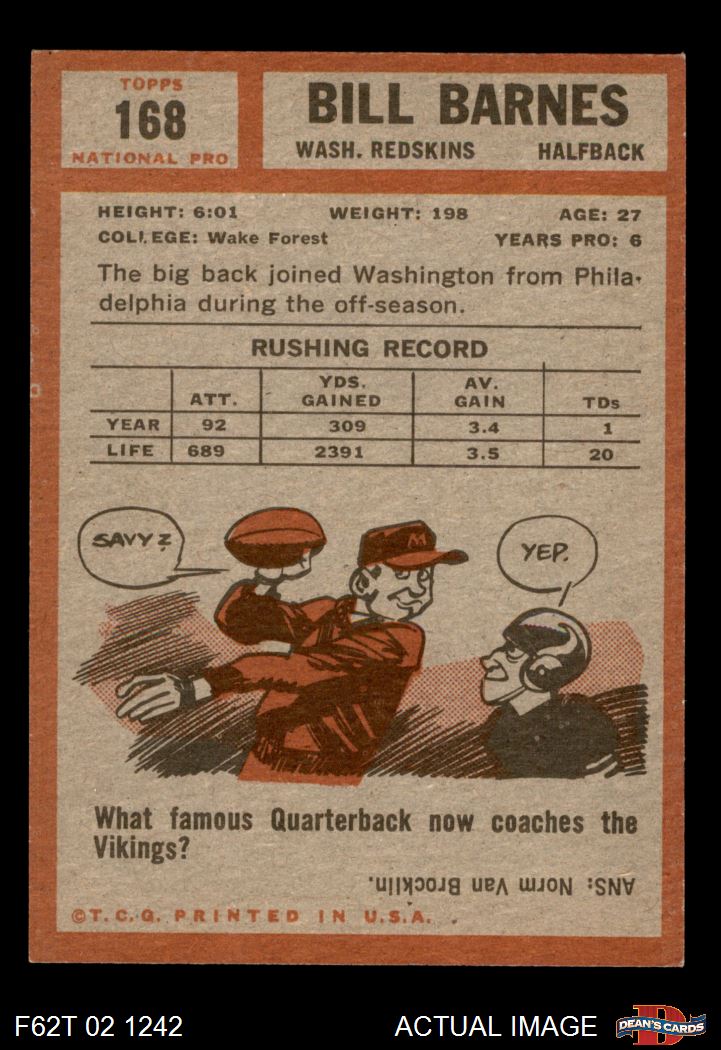 TOPPS
168
NATIONAL PRO
BILL BARNES
WASH. REDSKINS HALFBACK
HEIGHT: 6:01 WEIGHT: 198 AGE: 27
COLLEGE: Wake Forest YEARS PRO: 6
The big back joined Washington from Phila-
delphia during the off-season.
RUSHING RECORD
ATT. YDS. GAINED AV. GAIN TDs
YEAR 92 309 3.4 1
LIFE 689 2391 3.5 20
SAVVY?
M
YEP.
What famous Quarterback now coaches the
Vikings?
ANS: Norm Van Brocklin.
©T.C.G. PRINTED IN U.S.A.
F62T 02 1242 ACTUAL IMAGE
D
DEAN'S CARDS